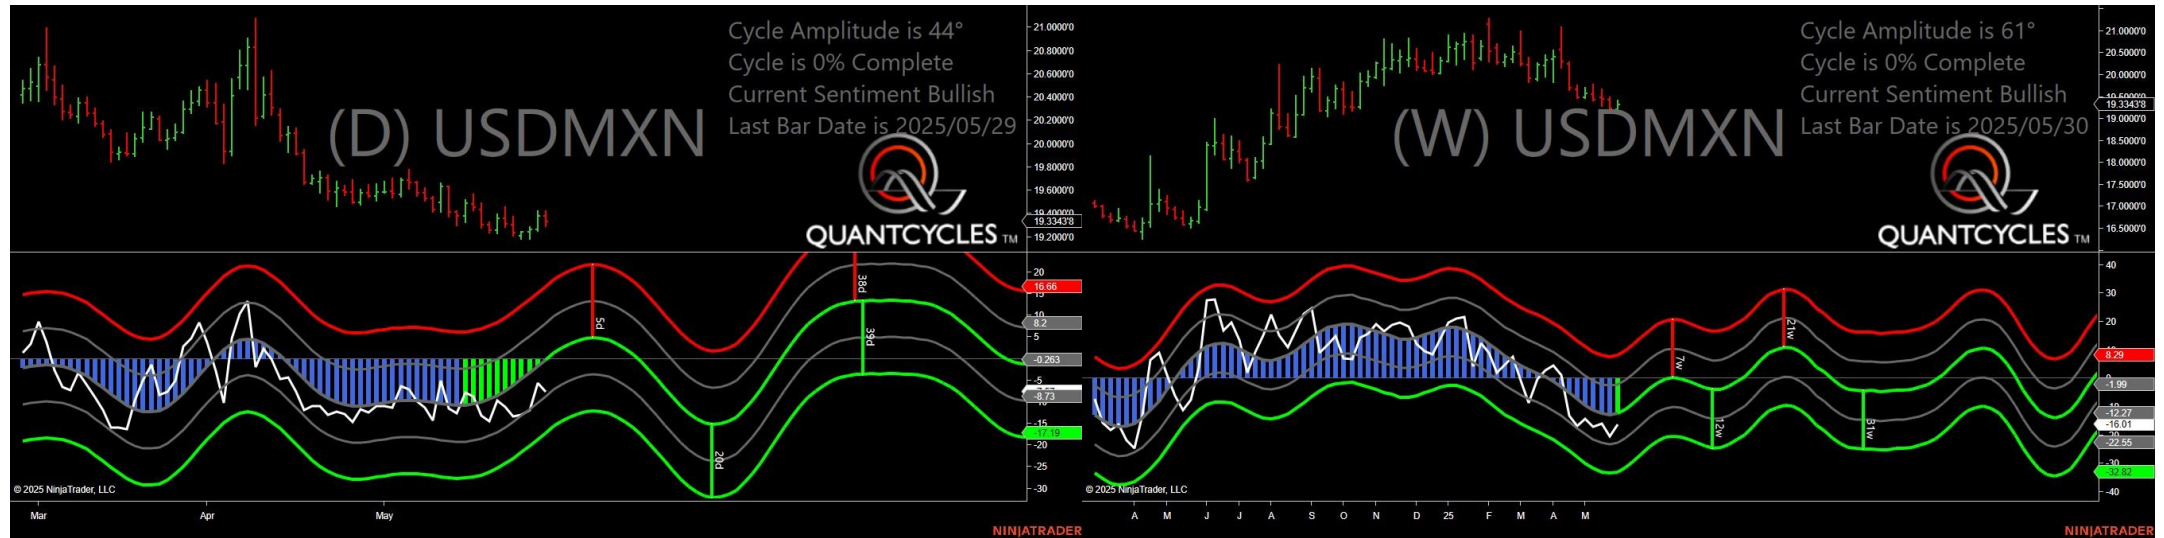 Cycle Amplitude is 44°
Cycle is 0% Complete
Current Sentiment Bullish
Last Bar Date is 2025/05/29
(D) USDMXN
QUANTCYCLES TM
21.0000'0
20.8000'0
20.6000'0
20.4000'0
20.2000'0
20.0000'0
19.8000'0
19.6000'0
19.4000'0
19.3343'8
19.2000'0
5d
20d
38d
39d
20
16.66
15
8.2
5
-0.263
-5
-8.73
-15
-17.19
-20
-25
-30
© 2025 NinjaTrader, LLC
Mar
Apr
May
NINJATRADER
Cycle Amplitude is 61°
Cycle is 0% Complete
Current Sentiment Bullish
Last Bar Date is 2025/05/30
(W) USDMXN
QUANTCYCLES TM
21.0000'0
20.5000'0
20.0000'0
19.3343'8
19.0000'0
18.5000'0
18.0000'0
17.5000'0
17.0000'0
16.5000'0
7w
12w
21w
31w
40
30
20
8.29
-1.99
-12.27
-16.01
-22.55
-30
-32.82
-40
© 2025 NinjaTrader, LLC
A M J J A S O N D 25 F M A M
NINJATRADER